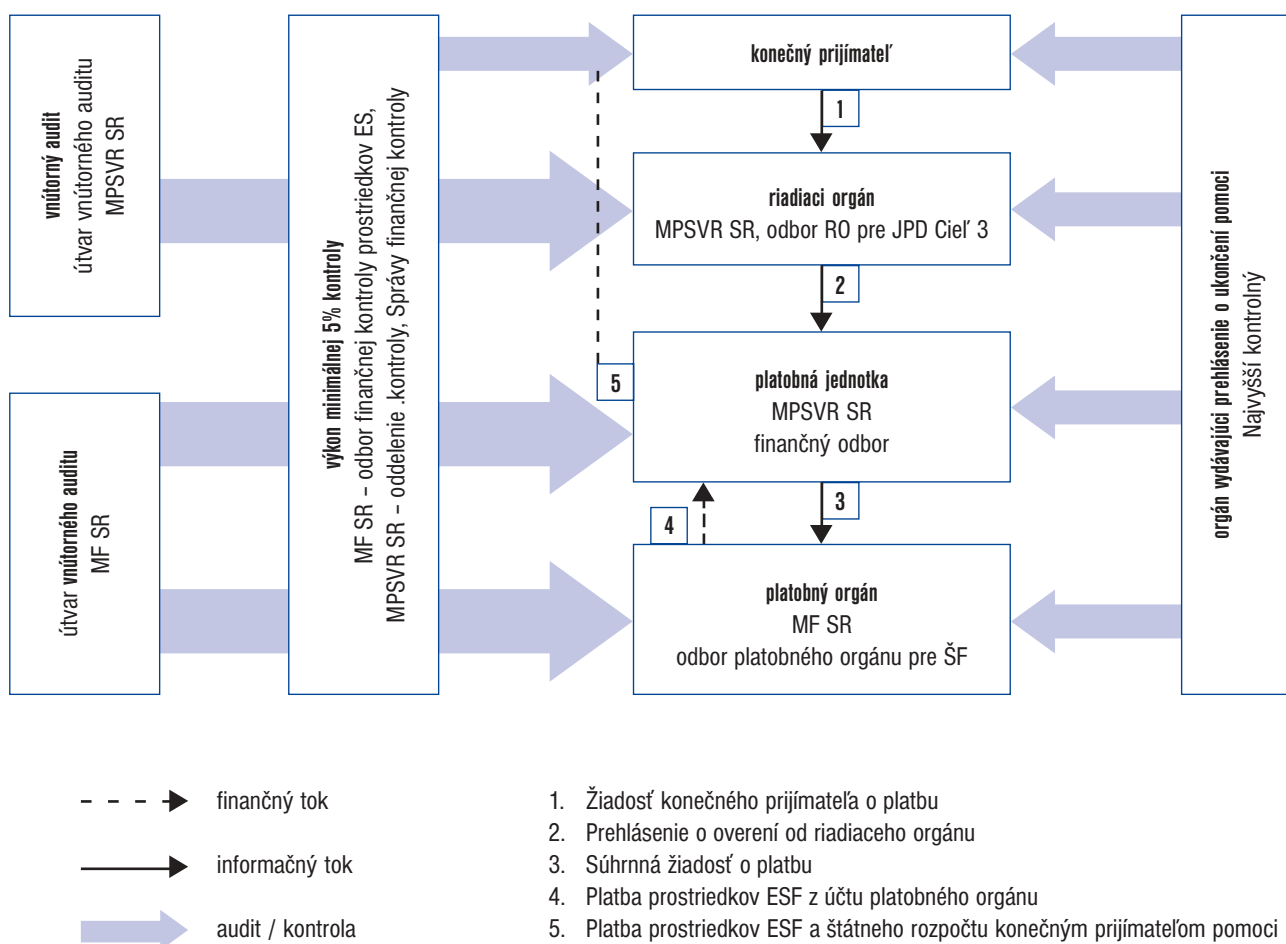 vnútorný audit
útvar vnútorného auditu
MPSVR SR
útvar vnútorného auditu
MF SR
výkon minimálnej 5% kontroly
MF SR – odbor finančnej kontroly prostriedkov ES,
MPSVR SR – oddelenie .kontroly, Správy finančnej kontroly
konečný prijímateľ
1
riadiaci orgán
MPSVR SR, odbor RO pre JPD Cieľ 3
2
platobná jednotka
MPSVR SR
finančný odbor
5
3
4
platobný orgán
MF SR
odbor platobného orgánu pre ŠF
orgán vydávajúci prehlásenie o ukončení pomoci
Najvyšší kontrolný
finančný tok
informačný tok
audit / kontrola
1. Žiadosť konečného prijímateľa o platbu
2. Prehlásenie o overení od riadiaceho orgánu
3. Súhrnná žiadosť o platbu
4. Platba prostriedkov ESF z účtu platobného orgánu
5. Platba prostriedkov ESF a štátneho rozpočtu konečným prijímateľom pomoci